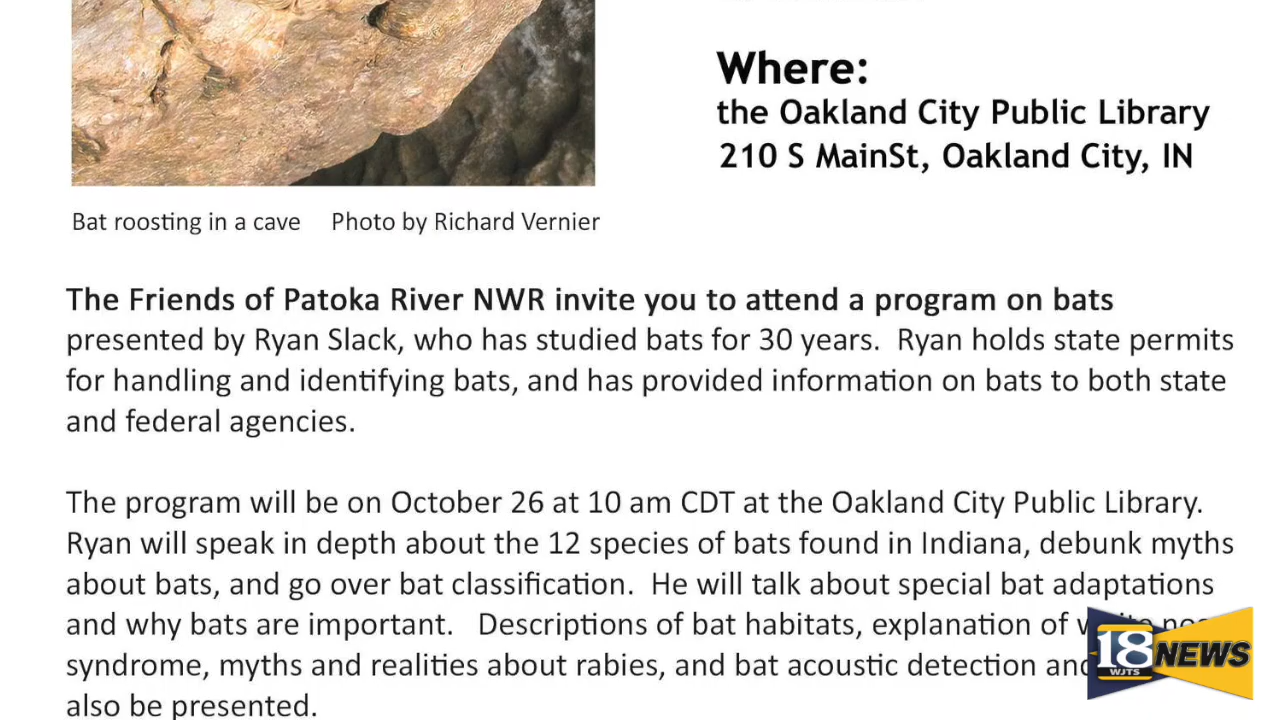 Where:
the Oakland City Public Library
210 S MainSt, Oakland City, IN
Bat roosting in a cave Photo by Richard Vernier
The Friends of Patoka River NWR invite you to attend a program on bats
presented by Ryan Slack, who has studied bats for 30 years. Ryan holds state permits
for handling and identifying bats, and has provided information on bats to both state
and federal agencies.
The program will be on October 26 at 10 am CDT at the Oakland City Public Library.
Ryan will speak in depth about the 12 species of bats found in Indiana, debunk myths
about bats, and go over bat classification. He will talk about special bat adaptations
and why bats are important. Descriptions of bat habitats, explanation of
syndrome, myths and realities about rabies, and bat acoustic detection and
also be presented.
18 NEWS
WJTS